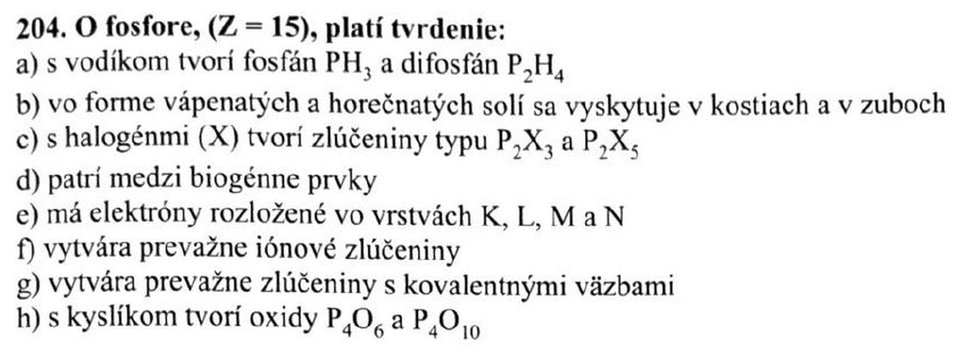 204. O fosfore, (Z = 15), platí tvrdenie:
a) s vodíkom tvorí fosfán PH₃ a difosfán P₂H₄
b) vo forme vápenatých a horečnatých solí sa vyskytuje v kostiach a v zuboch
c) s halogénmi (X) tvorí zlúčeniny typu P₂X₃ a P₂X₅
d) patrí medzi biogénne prvky
e) má elektróny rozložené vo vrstvách K, L, M a N
f) vytvára prevažne iónové zlúčeniny
g) vytvára prevažne zlúčeniny s kovalentnými väzbami
h) s kyslíkom tvorí oxidy P₄O₆ a P₄O₁₀